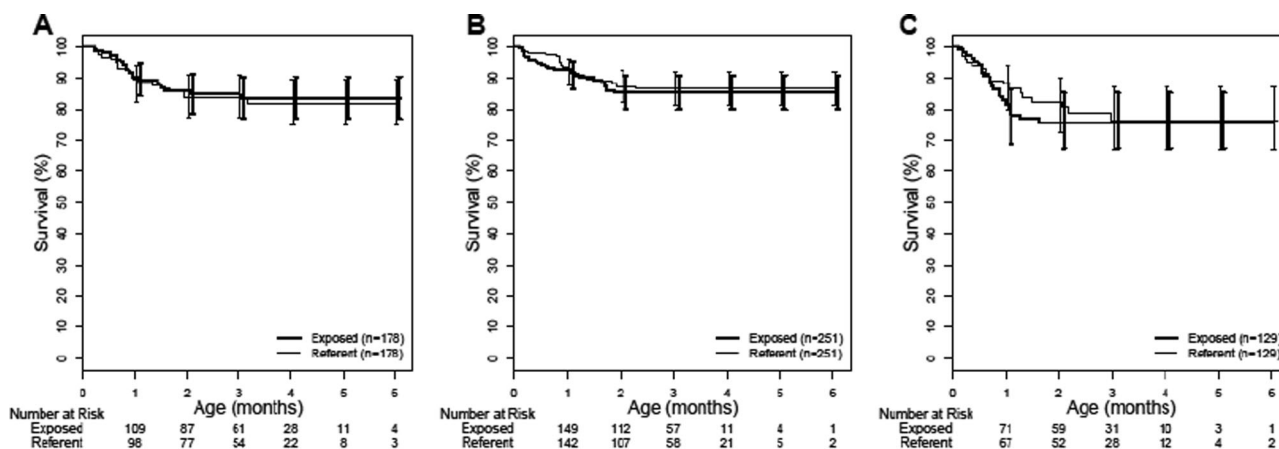 A
Survival (%)
100
90
80
70
60
50
40
30
20
10
0
Exposed (n=178)
Referent (n=178)
0 1 2 3 4 5 6
Age (months)
Number at Risk
Exposed 109 87 61 28 11 4
Referent 98 77 54 22 8 3
B
Survival (%)
100
90
80
70
60
50
40
30
20
10
0
Exposed (n=251)
Referent (n=251)
0 1 2 3 4 5 6
Age (months)
Number at Risk
Exposed 149 112 57 11 4 1
Referent 142 107 58 21 5 2
C
Survival (%)
100
90
80
70
60
50
40
30
20
10
0
Exposed (n=129)
Referent (n=129)
0 1 2 3 4 5 6
Age (months)
Number at Risk
Exposed 71 59 31 10 3 1
Referent 67 52 28 12 4 2